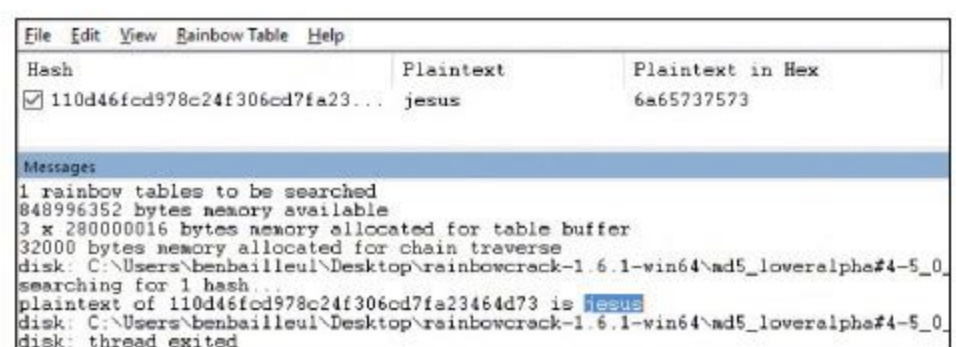 File Edit View Rainbow Table Help
Hash Plaintext Plaintext in Hex
110d46fcd978c24f306cd7fa23... jesus 6a65737573
Messages
1 rainbow tables to be searched
848996352 bytes memory available
3 x 280000016 bytes memory allocated for table buffer
32000 bytes memory allocated for chain traverse
disk: C:\Users\benbailleul\Desktop\rainbowcrack-1.6.1-win64\md5_loweralpha#4-5_0_
searching for 1 hash...
plaintext of 110d46fcd978c24f306cd7fa23464d73 is jesus
disk: C:\Users\benbailleul\Desktop\rainbowcrack-1.6.1-win64\md5_loweralpha#4-5_0_
disk: thread exited